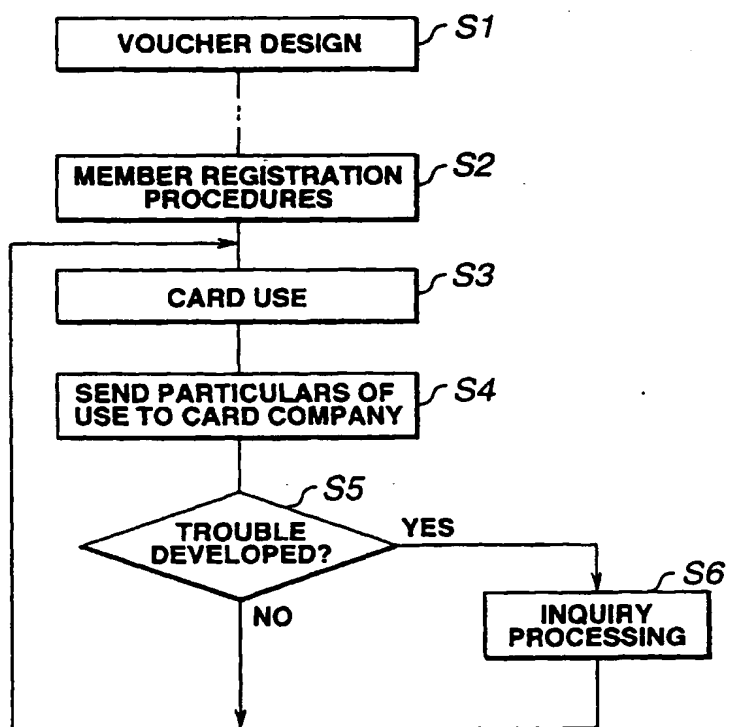 VOUCHER DESIGN
S1
MEMBER REGISTRATION
PROCEDURES
S2
CARD USE
S3
SEND PARTICULARS OF
USE TO CARD COMPANY
S4
S5
TROUBLE
DEVELOPED?
YES
NO
S6
INQUIRY
PROCESSING